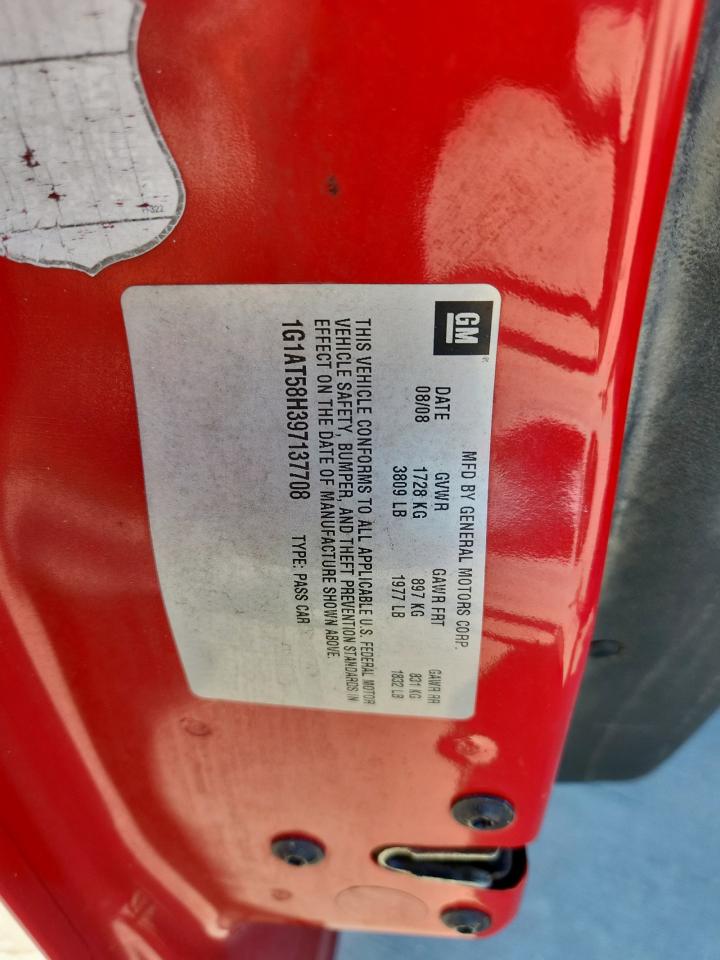 GM
MFD BY GENERAL MOTORS CORP.
DATE GVWR GAWR FRT GAWR RR
08/08 1728 KG 897 KG 831 KG
3809 LB 1977 LB 1832 LB
THIS VEHICLE CONFORMS TO ALL APPLICABLE U.S. FEDERAL MOTOR
VEHICLE SAFETY, BUMPER, AND THEFT PREVENTION STANDARDS IN
EFFECT ON THE DATE OF MANUFACTURE SHOWN ABOVE.
1G1AT58H397137708 TYPE: PASS CAR